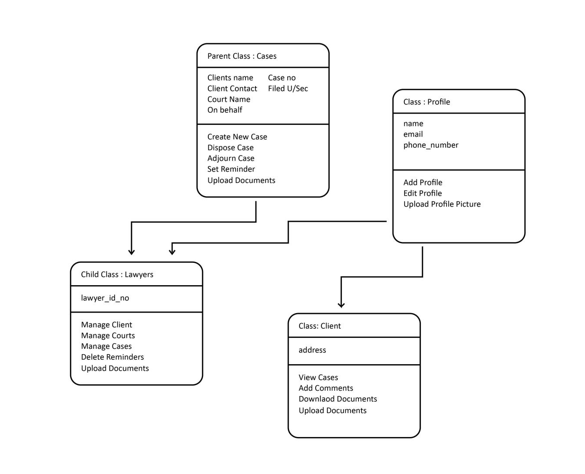 Parent Class : Cases
Clients name Case no
Client Contact Filed U/Sec
Court Name
On behalf
Create New Case
Dispose Case
Adjourn Case
Set Reminder
Upload Documents
Class : Profile
name
email
phone_number
Add Profile
Edit Profile
Upload Profile Picture
Child Class : Lawyers
lawyer_id_no
Manage Client
Manage Courts
Manage Cases
Delete Reminders
Upload Documents
Class: Client
address
View Cases
Add Comments
Downlaod Documents
Upload Documents